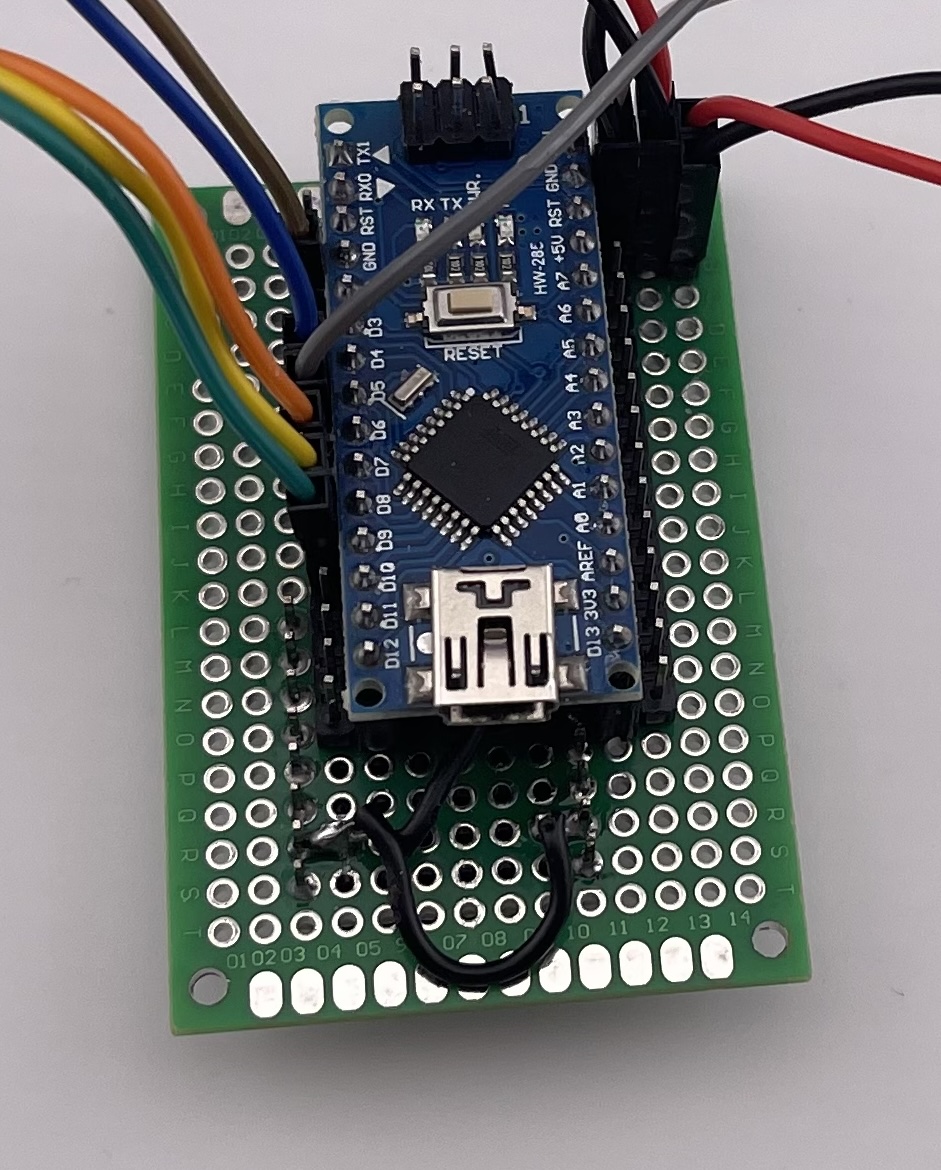 1
TX1
RX0
RST
GND
D3
D4
D5
D6
D7
D8
D9
D10
D11
D12
RX TX
RESET
HW-28
GND
RST
+5V
A7
A6
A5
A4
A3
A2
A1
A0
AREF
3V3
D13
D
E
F
G
H
I
J
K
L
M
N
O
P
Q
R
S
T
E
F
G
H
I
J
K
L
M
N
O
P
Q
R
S
T
01 02 03 04 05 07 08 10 11 12 13 14